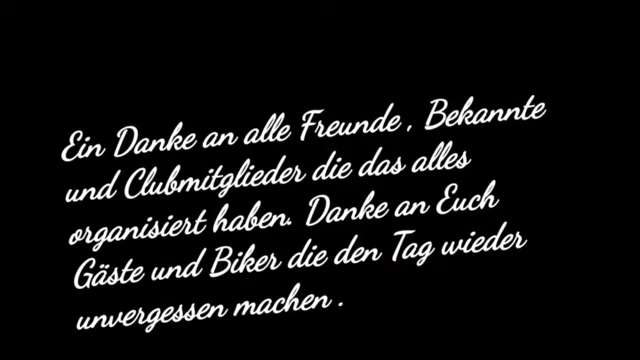 Ein Danke an alle Freunde , Bekannte
und Clubmitglieder die das alles
organisiert haben. Danke an Euch
Gäste und Biker die den Tag wieder
unvergessen machen .